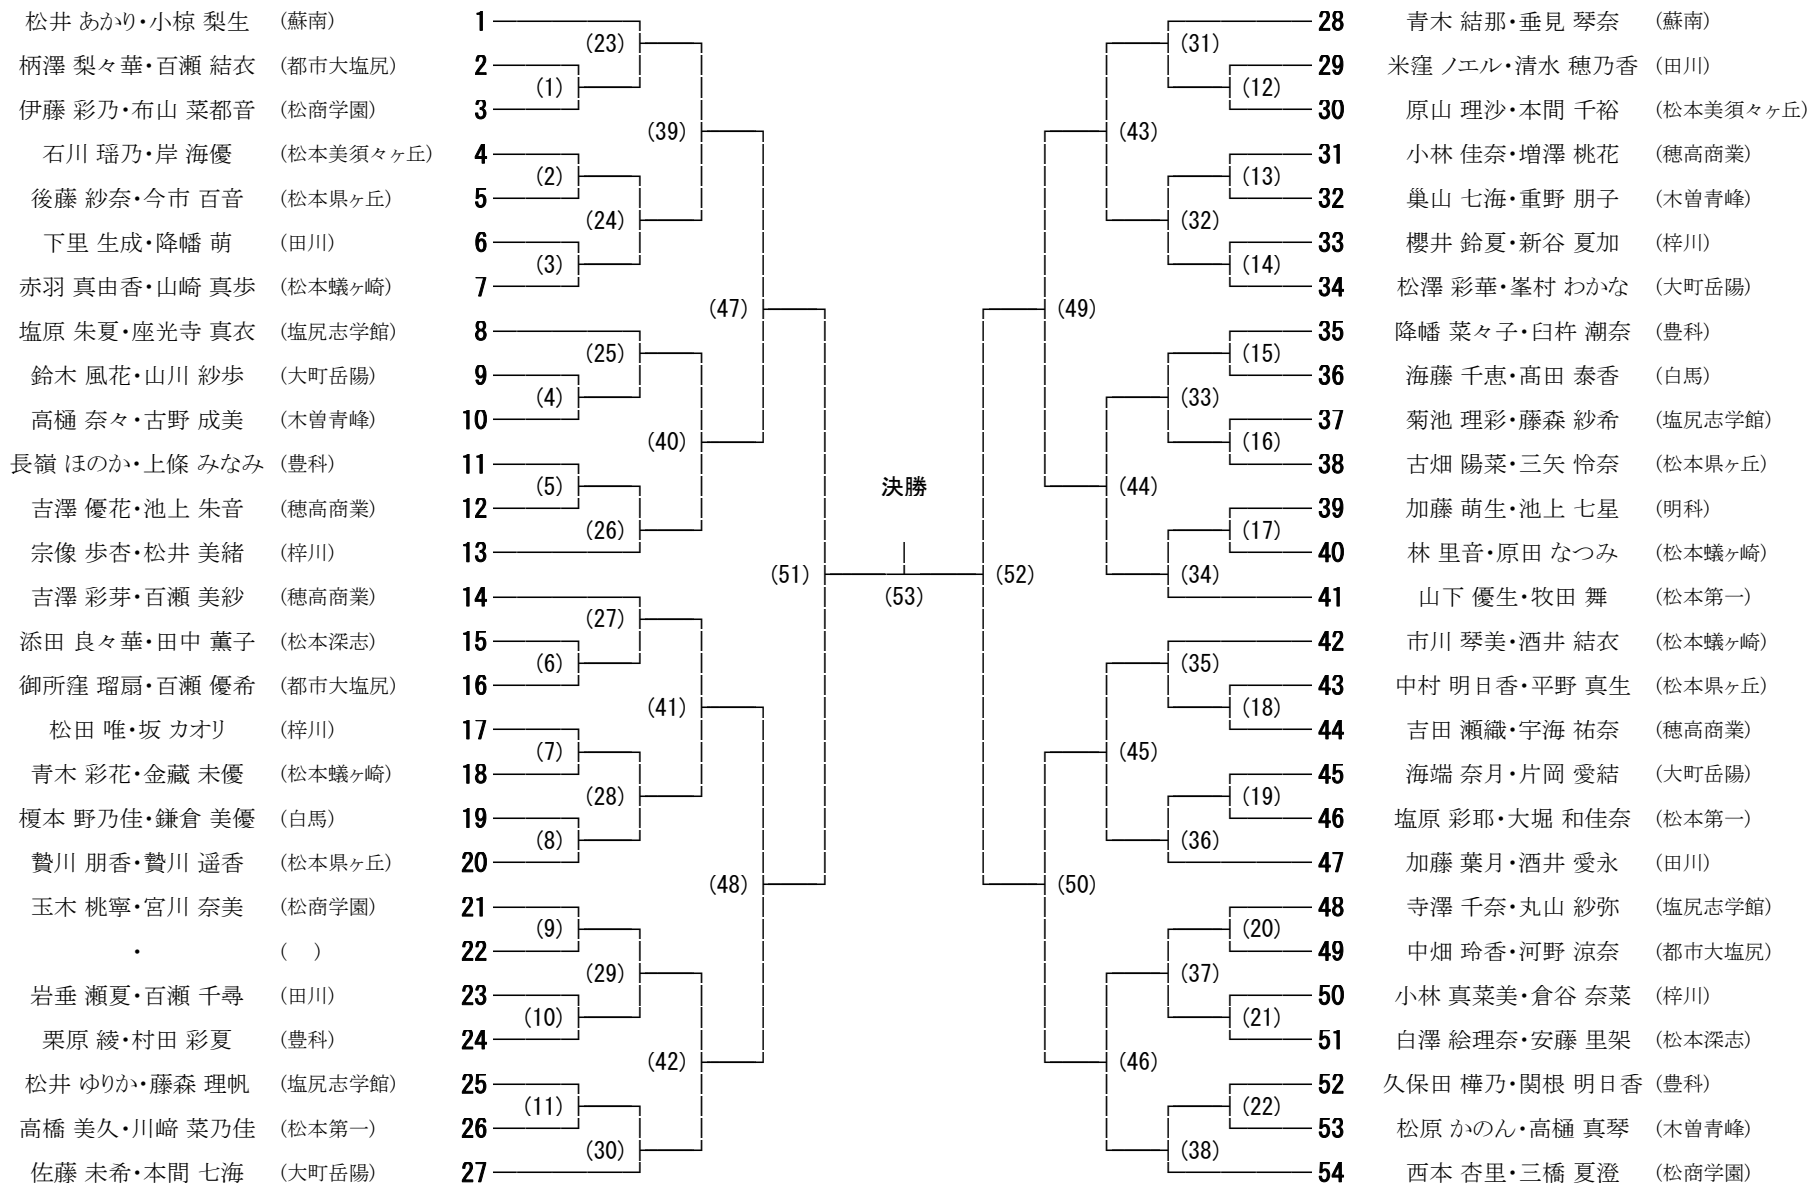 松井 あかり・小椋 梨生 (蘇南) 1
柄澤 梨々華・百瀬 結衣 (都市大塩尻) 2
伊藤 彩乃・布山 菜都音 (松商学園) 3
石川 瑶乃・岸 海優 (松本美須々ヶ丘) 4
後藤 紗奈・今市 百音 (松本県ヶ丘) 5
下里 生成・降幡 萌 (田川) 6
赤羽 真由香・山崎 真歩 (松本蟻ヶ崎) 7
塩原 朱夏・座光寺 真衣 (塩尻志学館) 8
鈴木 風花・山川 紗歩 (大町岳陽) 9
高樋 奈々・古野 成美 (木曽青峰) 10
長嶺 ほのか・上條 みなみ (豊科) 11
吉澤 優花・池上 朱音 (穂高商業) 12
宗像 歩杏・松井 美緒 (梓川) 13
吉澤 彩芽・百瀬 美紗 (穂高商業) 14
添田 良々華・田中 薫子 (松本深志) 15
御所窪 瑠扇・百瀬 優希 (都市大塩尻) 16
松田 唯・坂 カオリ (梓川) 17
青木 彩花・金藏 未優 (松本蟻ヶ崎) 18
榎本 野乃佳・鎌倉 美優 (白馬) 19
贄川 朋香・贄川 遥香 (松本県ヶ丘) 20
玉木 桃寧・宮川 奈美 (松商学園) 21
・ ( ) 22
岩垂 瀬夏・百瀬 千尋 (田川) 23
栗原 綾・村田 彩夏 (豊科) 24
松井 ゆりか・藤森 理帆 (塩尻志学館) 25
高橋 美久・川﨑 菜乃佳 (松本第一) 26
佐藤 未希・本間 七海 (大町岳陽) 27
(1)
(2)
(3)
(4)
(5)
(6)
(7)
(8)
(9)
(10)
(11)
(23)
(24)
(25)
(26)
(27)
(28)
(29)
(30)
(39)
(40)
(41)
(42)
(47)
(48)
(51)
決勝
(53)
(52)
(49)
(50)
(43)
(44)
(45)
(46)
(31)
(32)
(33)
(34)
(35)
(36)
(37)
(38)
(12)
(13)
(14)
(15)
(16)
(17)
(18)
(19)
(20)
(21)
(22)
28 青木 結那・垂見 琴奈 (蘇南)
29 米窪 ノエル・清水 穂乃香 (田川)
30 原山 理沙・本間 千裕 (松本美須々ヶ丘)
31 小林 佳奈・増澤 桃花 (穂高商業)
32 巣山 七海・重野 朋子 (木曽青峰)
33 櫻井 鈴夏・新谷 夏加 (梓川)
34 松澤 彩華・峯村 わかな (大町岳陽)
35 降幡 菜々子・臼杵 潮奈 (豊科)
36 海藤 千恵・髙田 泰香 (白馬)
37 菊池 理彩・藤森 紗希 (塩尻志学館)
38 古畑 陽菜・三矢 怜奈 (松本県ヶ丘)
39 加藤 萌生・池上 七星 (明科)
40 林 里音・原田 なつみ (松本蟻ヶ崎)
41 山下 優生・牧田 舞 (松本第一)
42 市川 琴美・酒井 結衣 (松本蟻ヶ崎)
43 中村 明日香・平野 真生 (松本県ヶ丘)
44 吉田 瀬織・宇海 祐奈 (穂高商業)
45 海端 奈月・片岡 愛結 (大町岳陽)
46 塩原 彩耶・大堀 和佳奈 (松本第一)
47 加藤 葉月・酒井 愛永 (田川)
48 寺澤 千奈・丸山 紗弥 (塩尻志学館)
49 中畑 玲香・河野 涼奈 (都市大塩尻)
50 小林 真菜美・倉谷 奈菜 (梓川)
51 白澤 絵理奈・安藤 里架 (松本深志)
52 久保田 樺乃・関根 明日香 (豊科)
53 松原 かのん・高樋 真琴 (木曽青峰)
54 西本 杏里・三橋 夏澄 (松商学園)